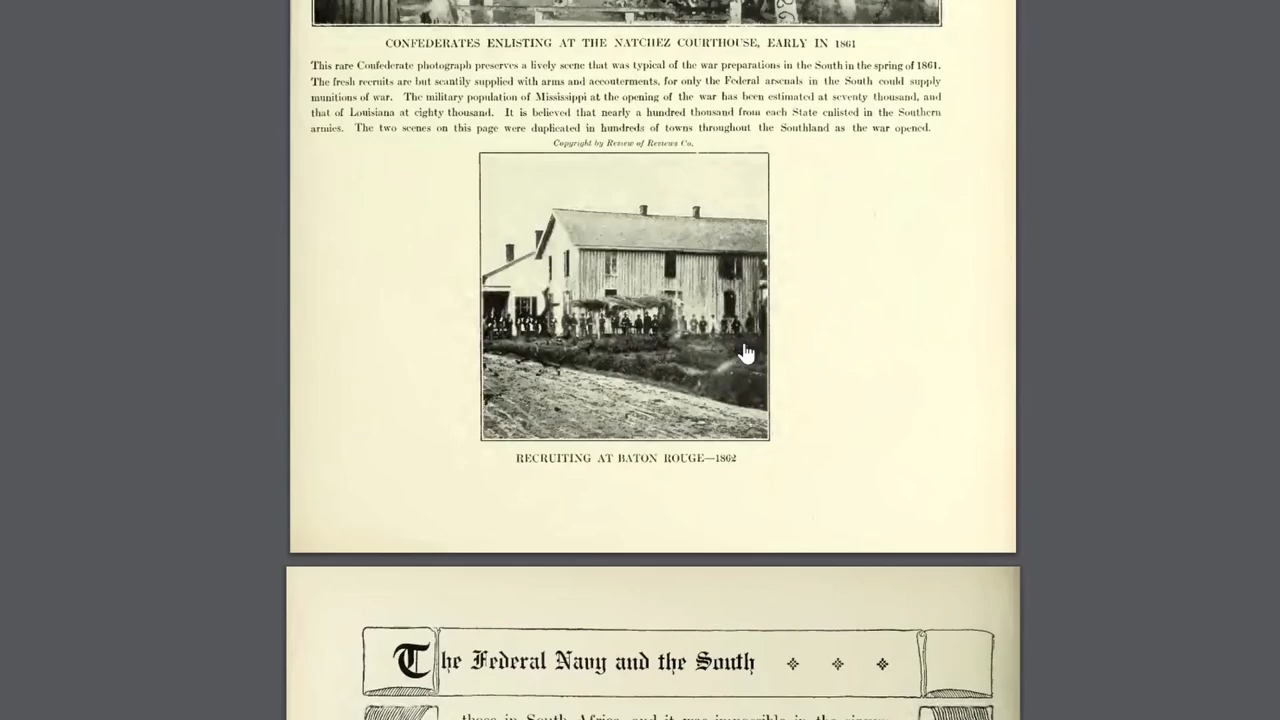 CONFEDERATES ENLISTING AT THE NATCHEZ COURTHOUSE, EARLY IN 1861
This rare Confederate photograph preserves a lively scene that was typical of the war preparations in the South in the spring of 1861.
The fresh recruits are but scantily supplied with arms and accouterments, for only the Federal arsenals in the South could supply
munitions of war. The military population of Mississippi at the opening of the war has been estimated at seventy thousand, and
that of Louisiana at eighty thousand. It is believed that nearly a hundred thousand from each State enlisted in the Southern
armies. The two scenes on this page were duplicated in hundreds of towns throughout the Southland as the war opened.
Copyright by Review of Reviews Co.
RECRUITING AT BATON ROUGE—1862
The Federal Navy and the South
those in South Africa, and it was impossible in the